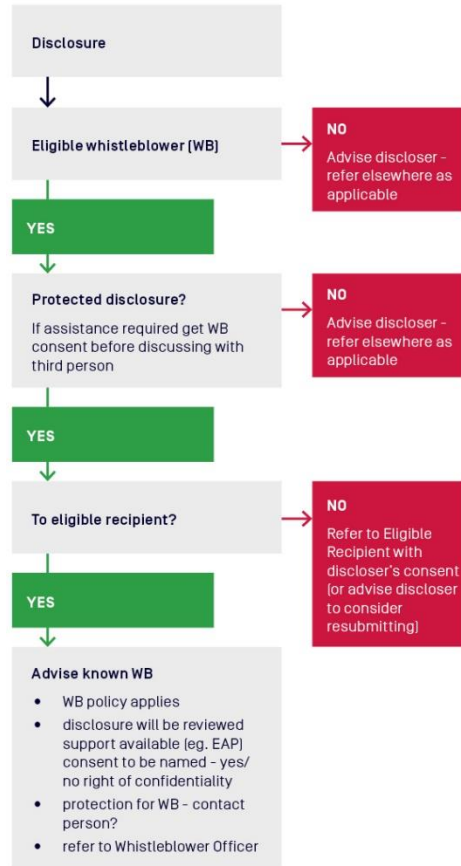 Disclosure
Eligible whistleblower (WB)
NO
Advise discloser -
refer elsewhere as
applicable
YES
Protected disclosure?
If assistance required get WB
consent before discussing with
third person
NO
Advise discloser -
refer elsewhere as
applicable
YES
To eligible recipient?
NO
Refer to Eligible
Recipient with
discloser's consent
(or advise discloser
to consider
resubmitting)
YES
Advise known WB
• WB policy applies
• disclosure will be reviewed
support available (eg. EAP)
consent to be named - yes/
no right of confidentiality
• protection for WB - contact
person?
• refer to Whistleblower Officer